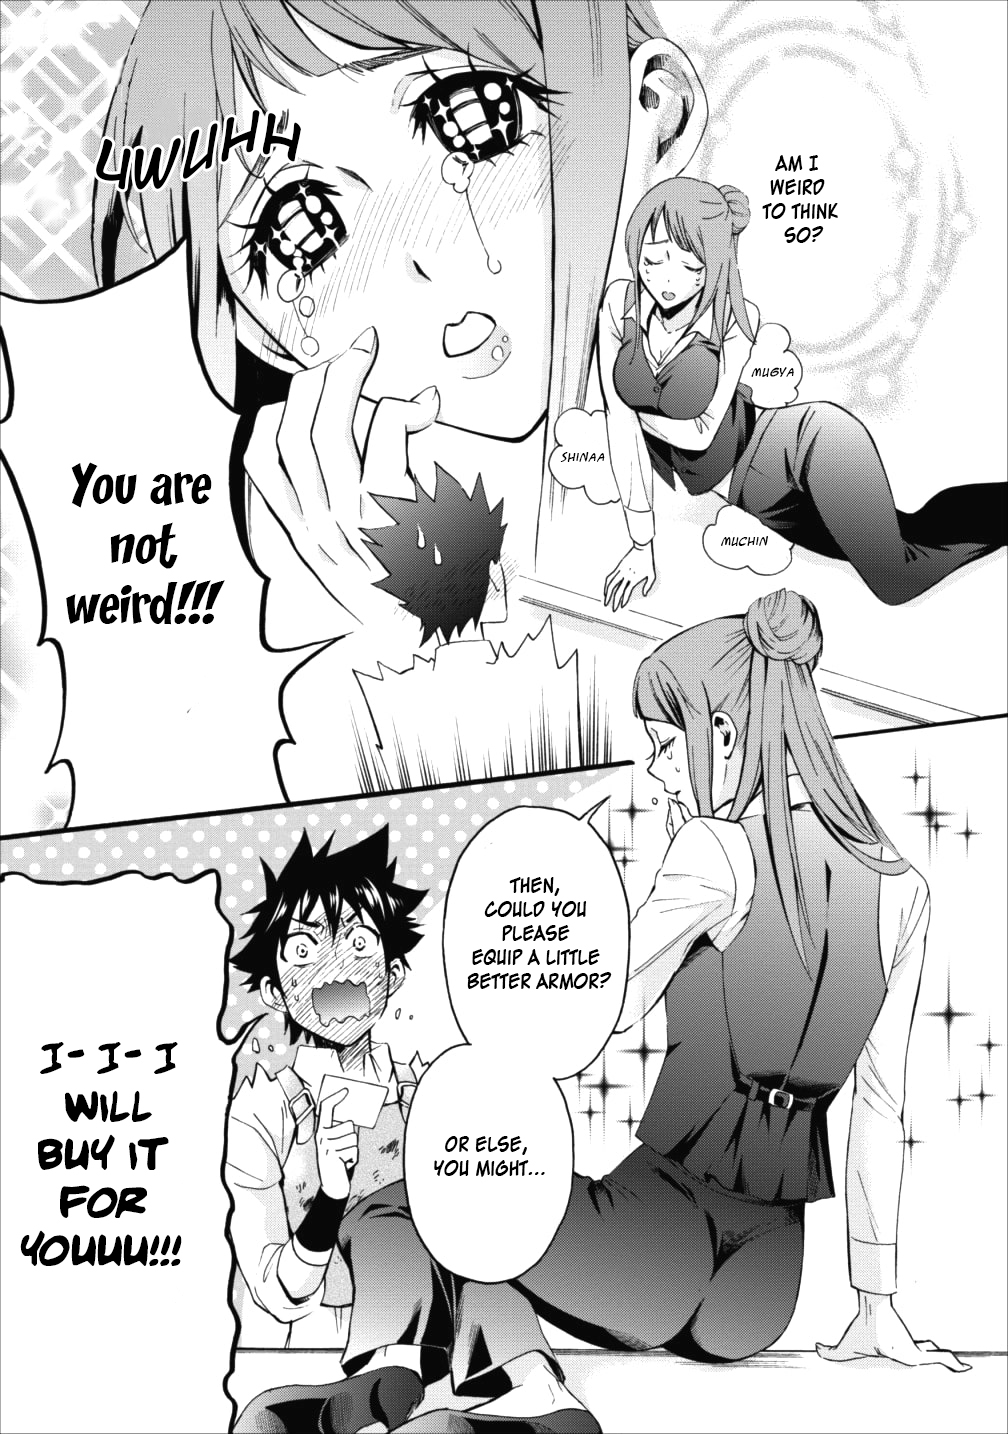 AM I
WEIRD
TO THINK
SO?
MUGYA
SHINAA
MUCHIN
UWUHH
You are
not
weird!!!
THEN,
COULD YOU
PLEASE
EQUIP A LITTLE
BETTER ARMOR?
OR ELSE,
YOU MIGHT...
I-I-I
WILL
BUY IT
FOR
YOUUU!!!